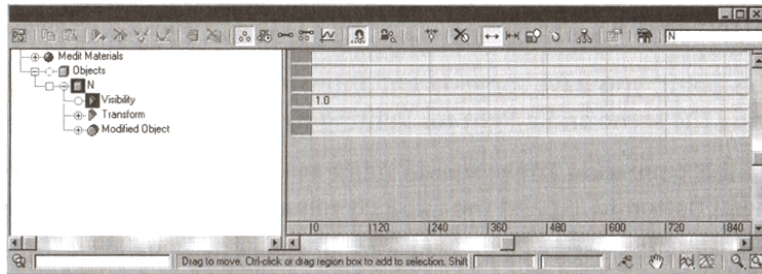 N
Medit Materials
Objects
N
Visibility
1.0
Transform
Modified Object
0 120 240 360 480 600 720 840
Drag to move. Ctrl-click or drag region box to add to selection. Shift